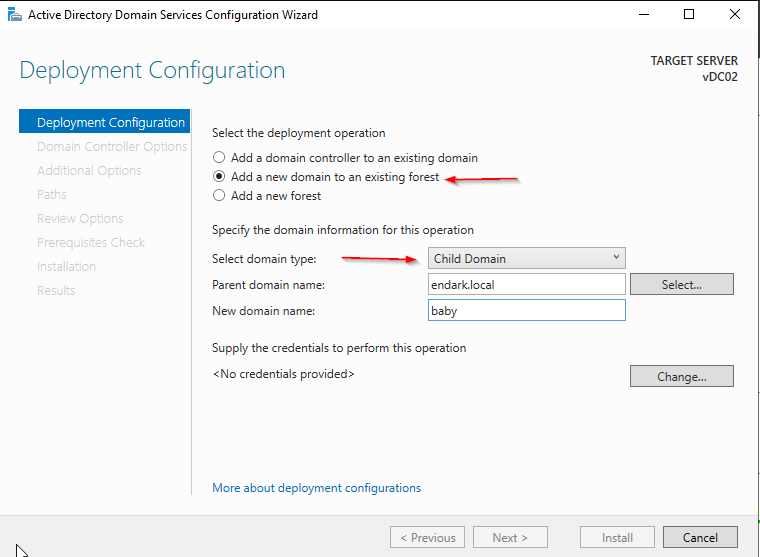 Active Directory Domain Services Configuration Wizard
Deployment Configuration
TARGET SERVER
vDC02
Deployment Configuration
Domain Controller Options
Additional Options
Paths
Review Options
Prerequisites Check
Installation
Results
Select the deployment operation
Add a domain controller to an existing domain
Add a new domain to an existing forest
Add a new forest
Specify the domain information for this operation
Select domain type: Child Domain
Parent domain name: endark.local Select...
New domain name: baby
Supply the credentials to perform this operation
<No credentials provided> Change...
More about deployment configurations
< Previous Next > Install Cancel